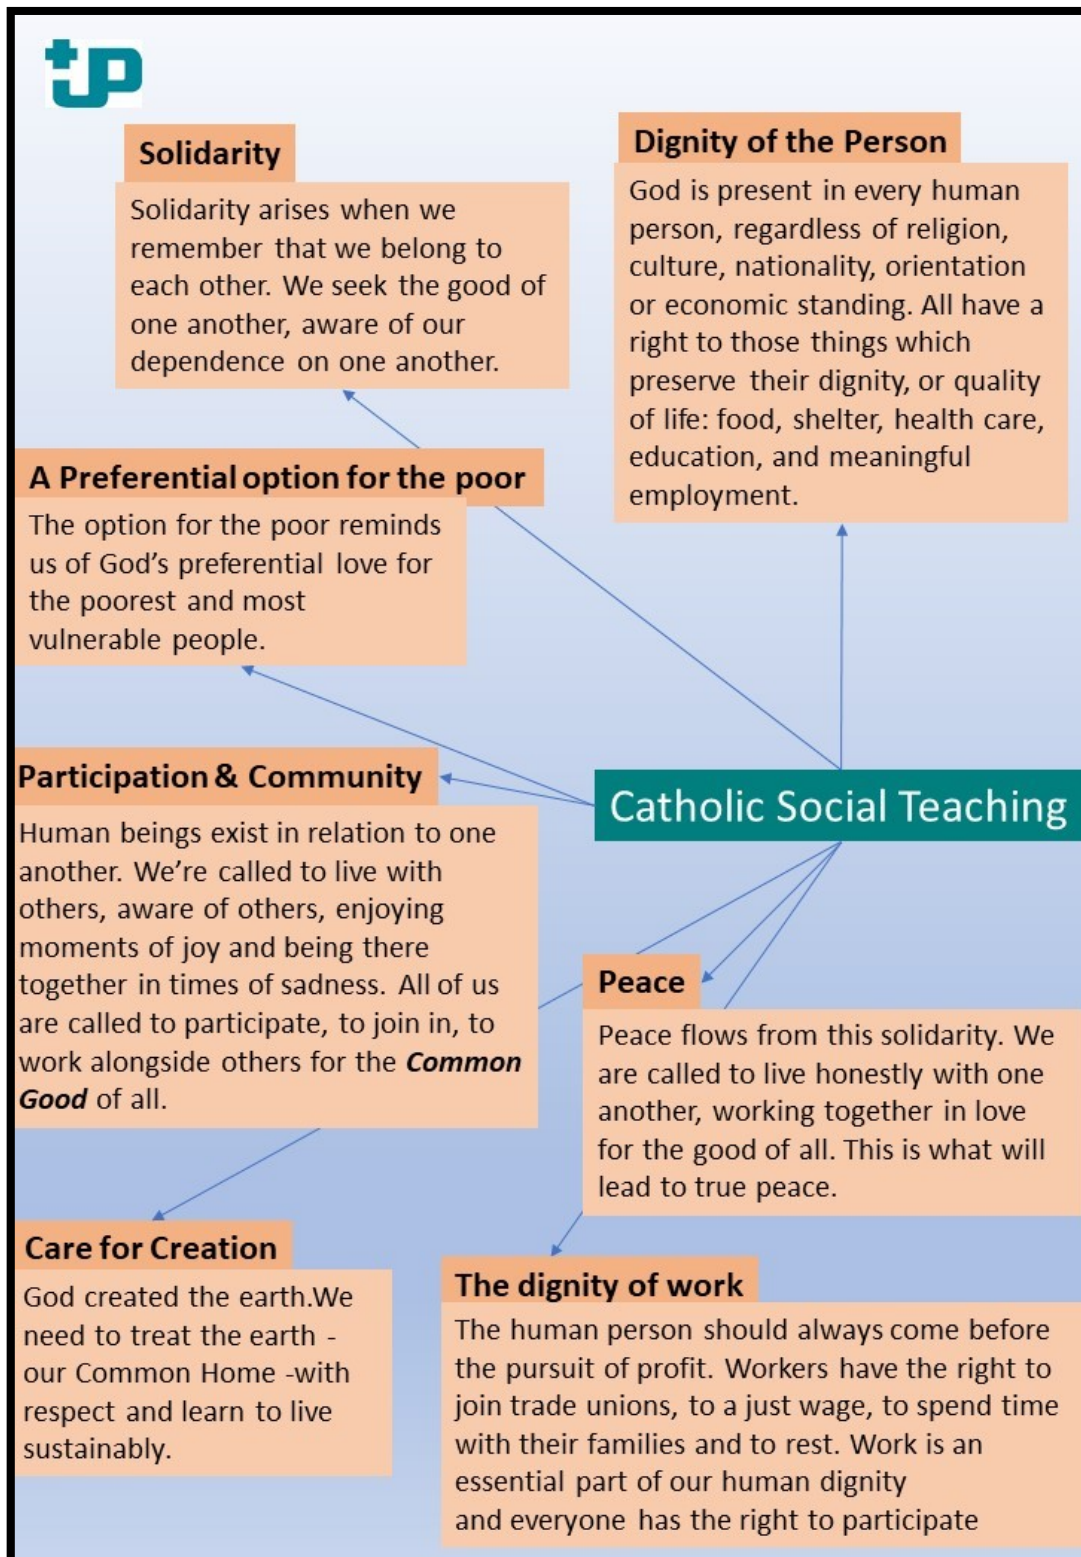 JP
Solidarity
Solidarity arises when we
remember that we belong to
each other. We seek the good of
one another, aware of our
dependence on one another.
Dignity of the Person
God is present in every human
person, regardless of religion,
culture, nationality, orientation
or economic standing. All have a
right to those things which
preserve their dignity, or quality
of life: food, shelter, health care,
education, and meaningful
employment.
A Preferential option for the poor
The option for the poor reminds
us of God’s preferential love for
the poorest and most
vulnerable people.
Participation & Community
Human beings exist in relation to one
another. We’re called to live with
others, aware of others, enjoying
moments of joy and being there
together in times of sadness. All of us
are called to participate, to join in, to
work alongside others for the Common
Good of all.
Catholic Social Teaching
Peace
Peace flows from this solidarity. We
are called to live honestly with one
another, working together in love
for the good of all. This is what will
lead to true peace.
Care for Creation
God created the earth.We
need to treat the earth -
our Common Home -with
respect and learn to live
sustainably.
The dignity of work
The human person should always come before
the pursuit of profit. Workers have the right to
join trade unions, to a just wage, to spend time
with their families and to rest. Work is an
essential part of our human dignity
and everyone has the right to participate